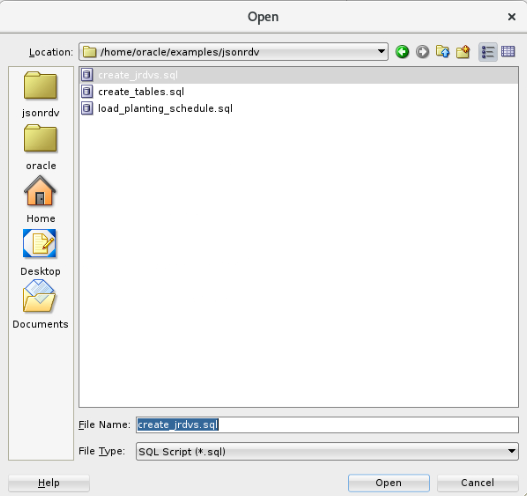 Open
Location: /home/oracle/examples/jsonrdv
create_jrdvs.sql
create_tables.sql
load_planting_schedule.sql
jsonrdv
oracle
Home
Desktop
Documents
File Name: create_jrdvs.sql
File Type: SQL Script (*.sql)
Help Open Cancel